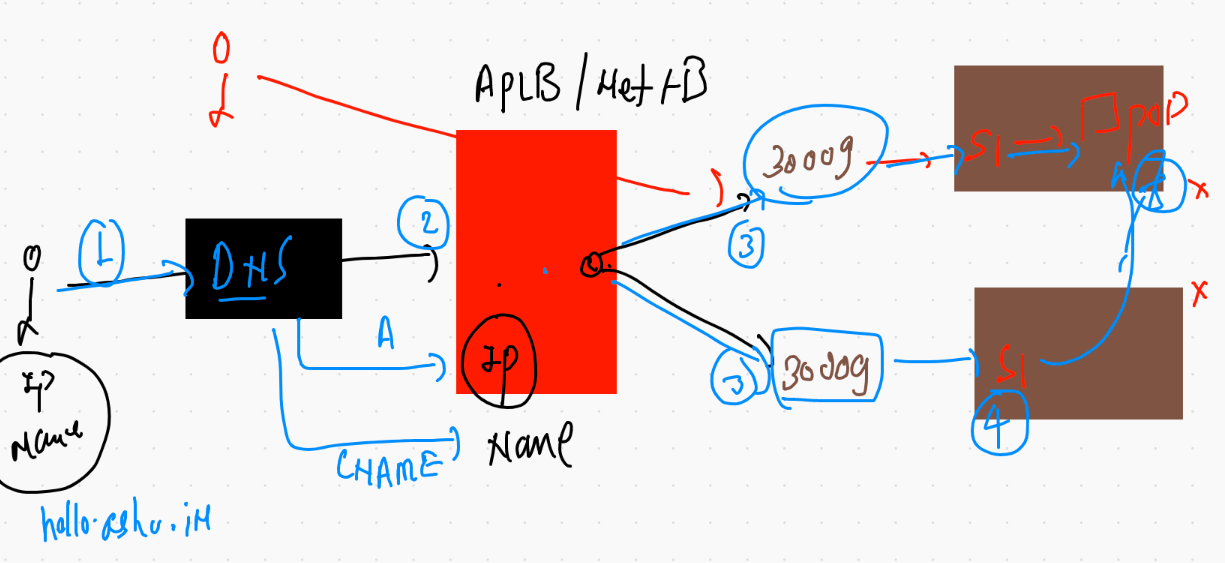 APLB / Net LB
30009
S1
pod
2
1
DNS
3
A
IP
3
30009
S1
IP
Name
4
Name
CNAME
hello.ashu.in